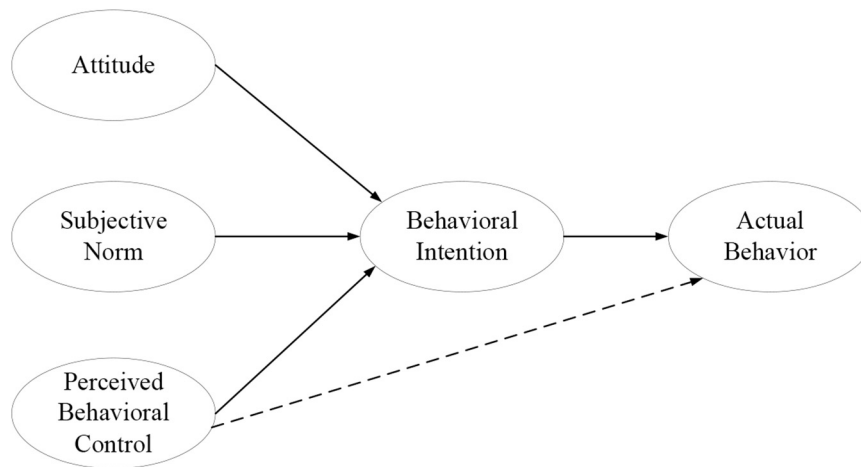 Attitude
Subjective
Norm
Behavioral
Intention
Actual
Behavior
Perceived
Behavioral
Control